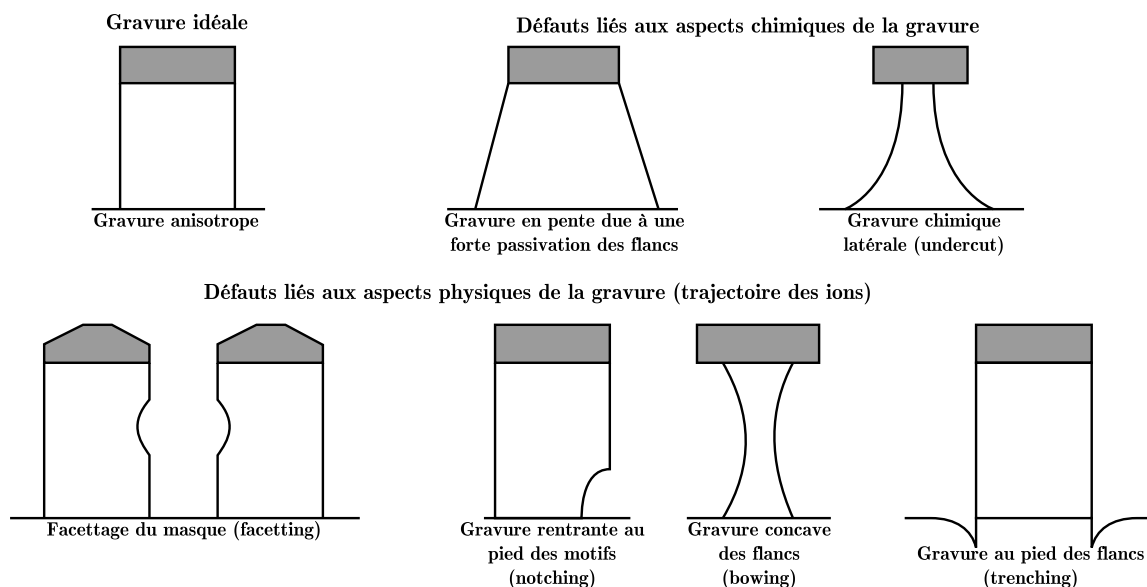 Gravure idéale
Défauts liés aux aspects chimiques de la gravure
Gravure anisotrope
Gravure en pente due à une
forte passivation des flancs
Gravure chimique
latérale (undercut)
Défauts liés aux aspects physiques de la gravure (trajectoire des ions)
Facettage du masque (facetting)
Gravure rentrante au
pied des motifs
(notching)
Gravure concave
des flancs
(bowing)
Gravure au pied des flancs
(trenching)